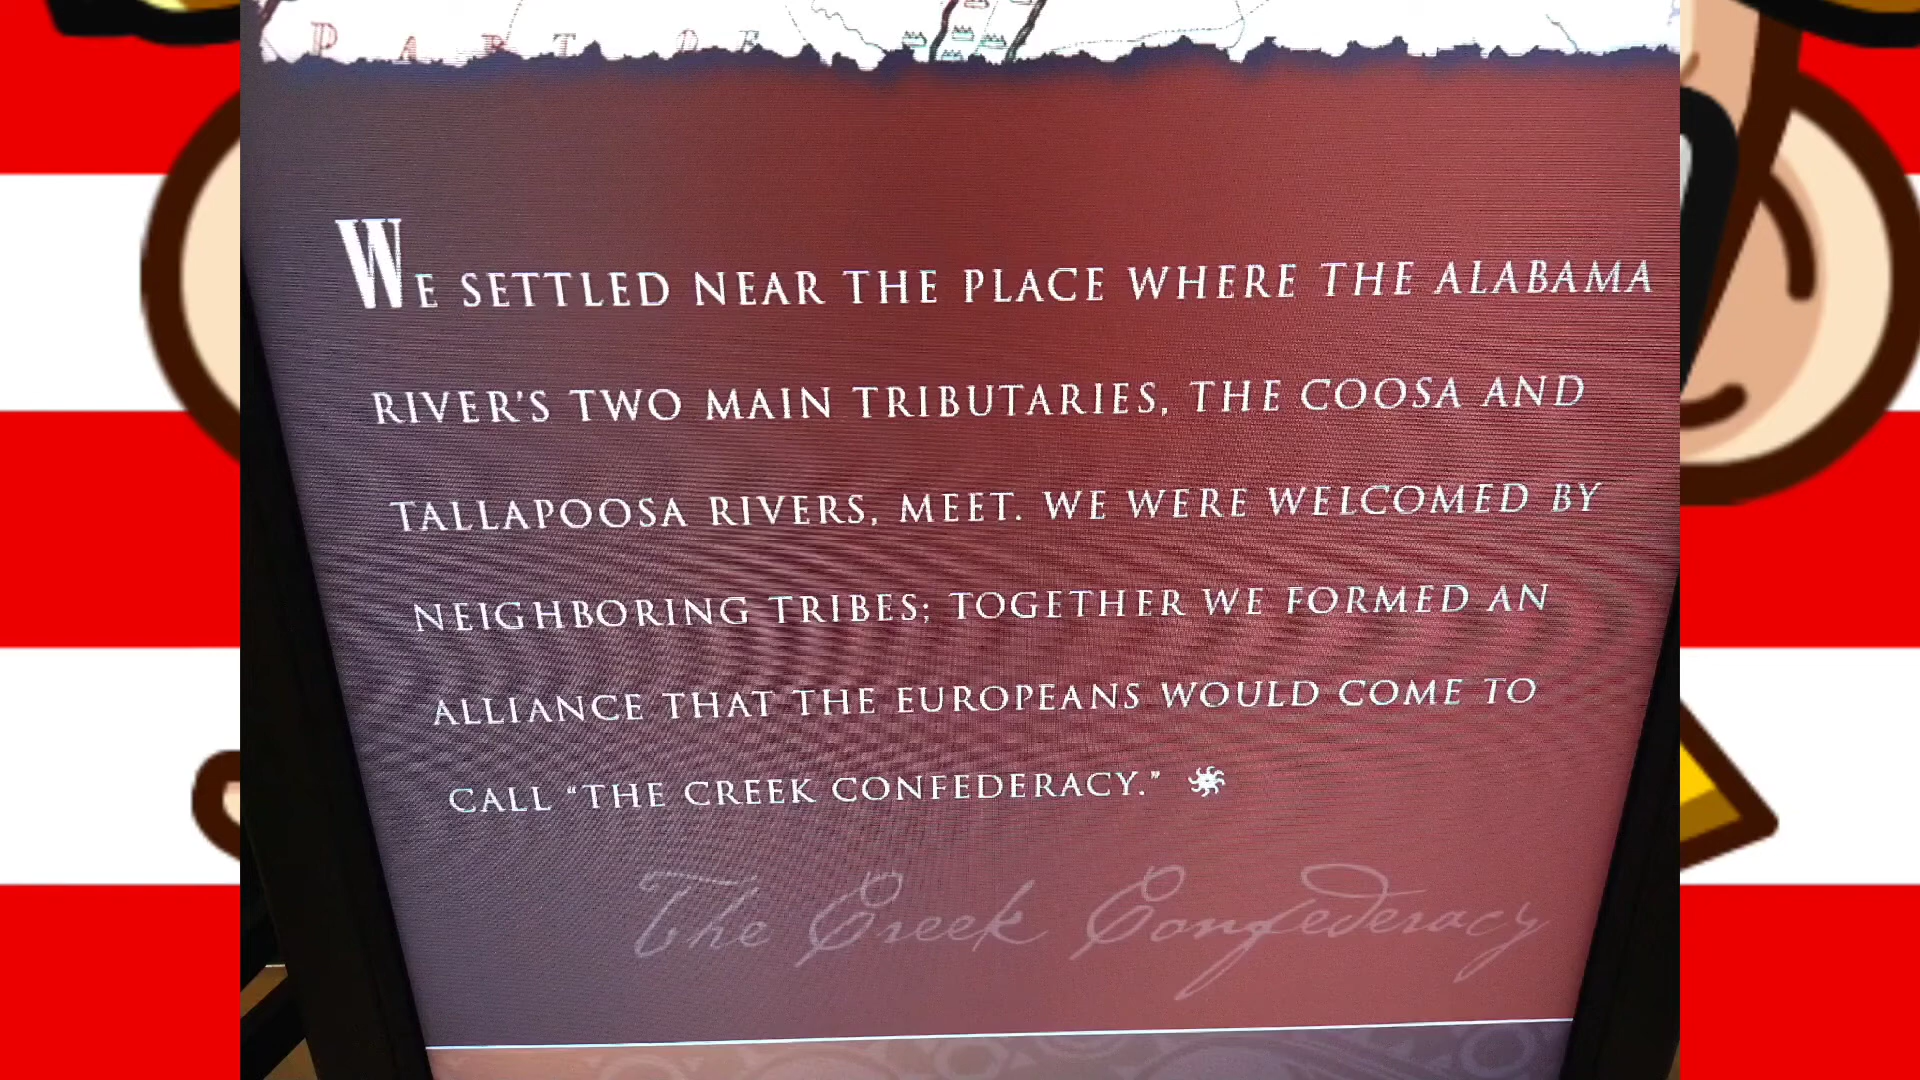 PART DE
WE SETTLED NEAR THE PLACE WHERE THE ALABAMA
RIVER'S TWO MAIN TRIBUTARIES, THE COOSA AND
TALLAPOOSA RIVERS, MEET. WE WERE WELCOMED BY
NEIGHBORING TRIBES; TOGETHER WE FORMED AN
ALLIANCE THAT THE EUROPEANS WOULD COME TO
CALL “THE CREEK CONFEDERACY.”
The Creek Confederacy